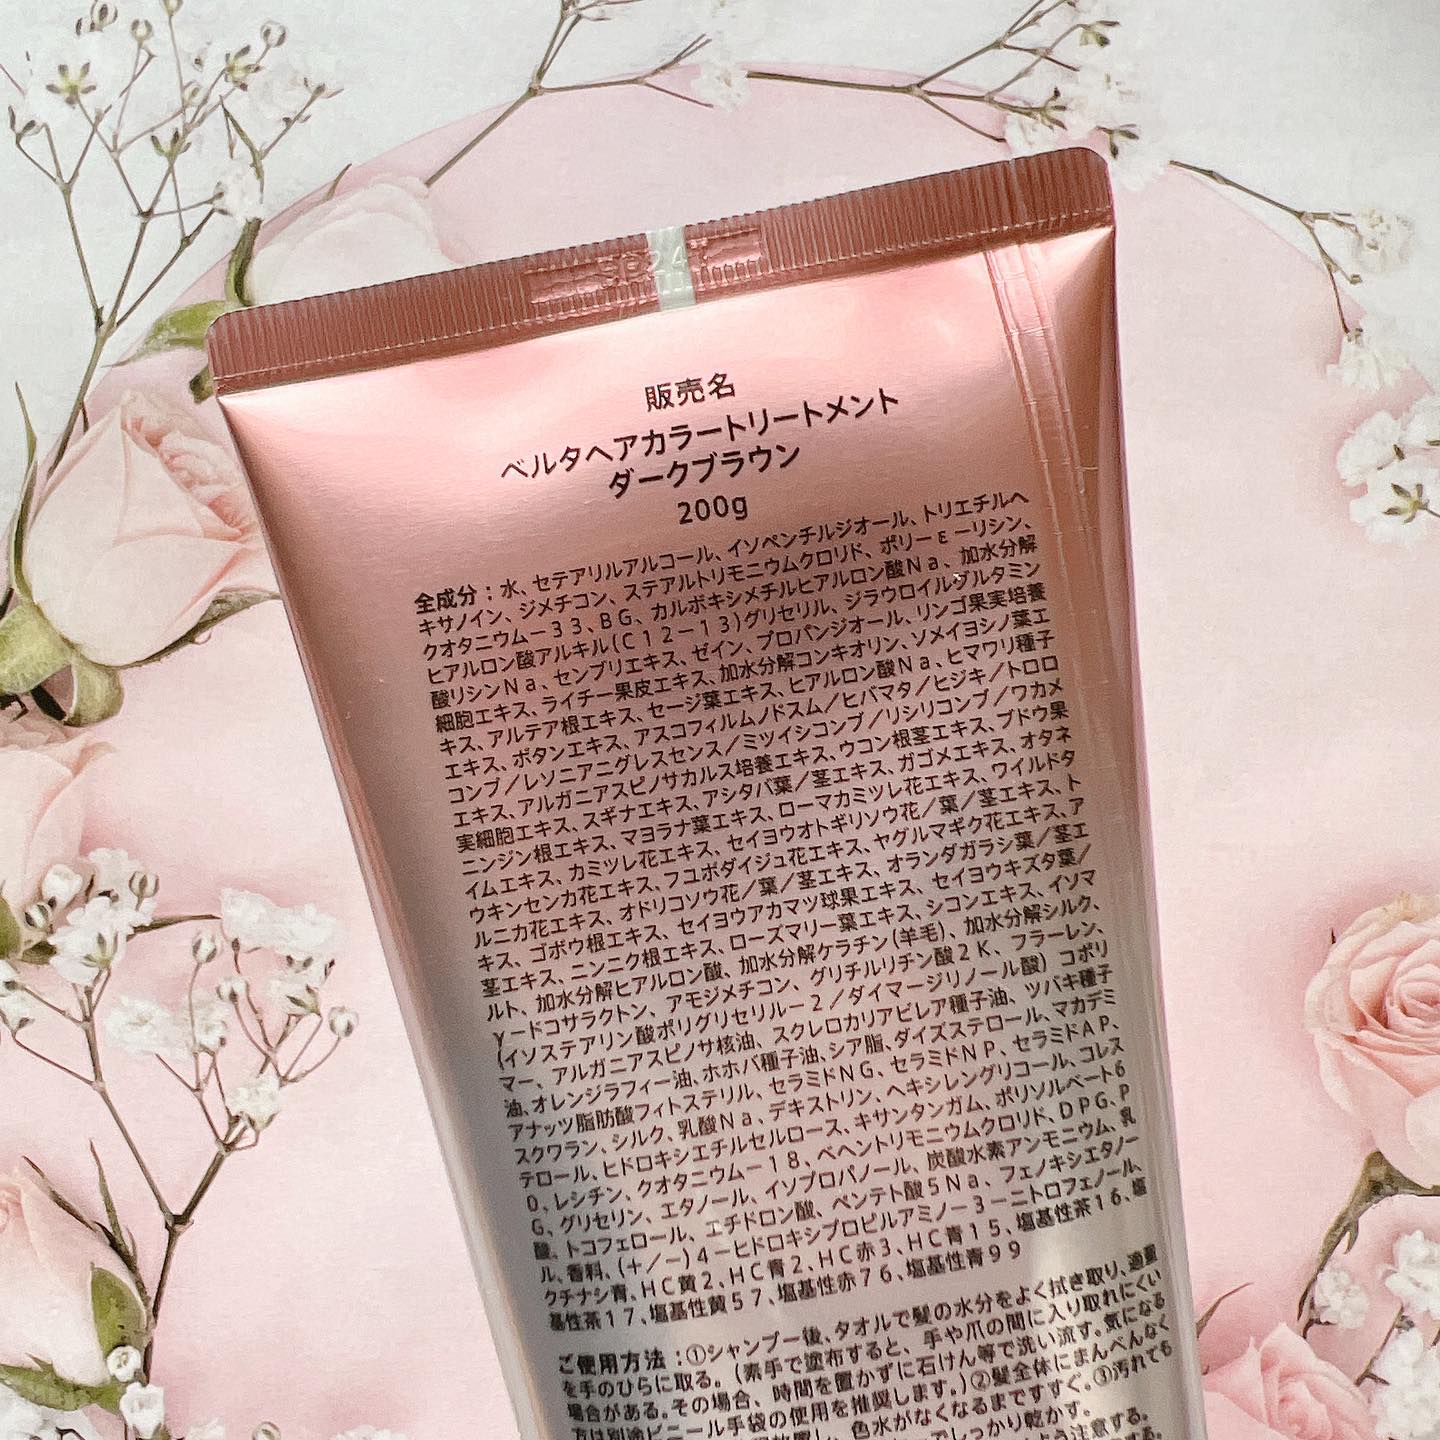 販売名
ベルタヘアカラートリートメント
ダークブラウン
200g
全成分：水、セテアリルアルコール、イソペンチルジオール、トリエチルヘ
キサノイン、ジメチコン、ステアルトリモニウムクロリド、ポリ－ε－リシン、
クオタニウム－３３、ＢＧ、カルボキシメチルヒアルロン酸Ｎａ、加水分解
ヒアルロン酸アルキル(Ｃ１２－１３)グリセリル、ジラウロイルグルタミン
酸リシンＮａ、センブリエキス、ゼイン、プロパンジオール、リンゴ果実培養
細胞エキス、ライチー果皮エキス、加水分解コンキオリン、ソメイヨシノ葉エ
キス、アルテア根エキス、セージ葉エキス、ヒアルロン酸Ｎａ、ヒマワリ種子
エキス、ボタンエキス、アスコフィルムノドスム／ヒバマタ／ヒジキ／トロロ
コンブ／レソニアニグレスセンス／ミツイシコンブ／リシリコンブ／ワカメ
エキス、アルガニアスピノサカルス培養エキス、ウコン根茎エキス、ブドウ果
実細胞エキス、スギナエキス、アシタバ葉／茎エキス、ガゴメエキス、オタネ
ニンジン根エキス、マヨラナ葉エキス、ローマカミツレ花エキス、ワイルドタ
イムエキス、カミツレ花エキス、セイヨウオトギリソウ花／葉／茎エキス、ト
ウキンセンカ花エキス、フユボダイジュ花エキス、ヤグルマギク花エキス、ア
ルニカ花エキス、オドリコソウ花／葉／茎エキス、オランダガラシ葉／茎エ
キス、ゴボウ根エキス、セイヨウアカマツ球果エキス、セイヨウキズタ葉／
茎エキス、ニンニク根エキス、ローズマリー葉エキス、シコンエキス、イソマ
ルト、加水分解ヒアルロン酸、加水分解ケラチン(羊毛)、加水分解シルク、
γ－ドコサラクトン、アモジメチコン、グリチルリチン酸２Ｋ、フラーレン、
(イソステアリン酸ポリグリセリル－２／ダイマージリノール酸）コポリ
マー、アルガニアスピノサ核油、スクレロカリアビレア種子油、ツバキ種子
油、オレンジラフィー油、ホホバ種子油、シア脂、ダイズステロール、マカデミ
アナッツ脂肪酸フィトステリル、セラミドＮＧ、セラミドＮＰ、セラミドＡＰ、
スクワラン、シルク、乳酸Ｎａ、デキストリン、ヘキシレングリコール、コレス
テロール、ヒドロキシエチルセルロース、キサンタンガム、ポリソルベート６
０、レシチン、クオタニウム－１８、ベヘントリモニウムクロリド、ＤＰＧ、Ｐ
Ｇ、グリセリン、エタノール、イソプロパノール、炭酸水素アンモニウム、乳
酸、トコフェロール、エチドロン酸、ペンテト酸５Ｎａ、フェノキシエタノー
ル、香料、(＋／－)４－ヒドロキシプロピルアミノ－３－ニトロフェノール、
クチナシ青、ＨＣ黄２、ＨＣ青２、ＨＣ赤３、ＨＣ青１５、塩基性茶１６、塩
基性茶１７、塩基性黄５７、塩基性赤７６、塩基性青９９
ご使用方法：①シャンプー後、タオルで髪の水分をよく拭き取り、適量
を手のひらに取る。(素手で塗布すると、手や爪の間に入り取れにくい
場合がある。その場合、時間を置かずに石けん等で洗い流す。気になる
方は別途ビニール手袋の使用を推奨します。)②髪全体にまんべんなく
放置し、色水がなくなるまですすぐ。③汚れても
でしっかり乾かす。
よう注意する。